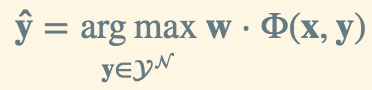 ŷ = arg max w · Φ(x, y)
y∈𝒴^𝒩